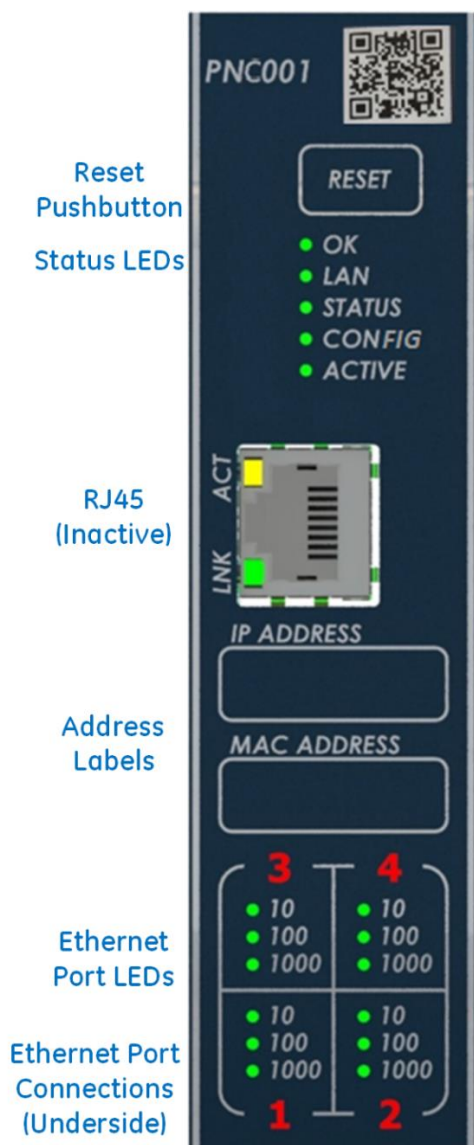 PNC001
RESET
Reset
Pushbutton
Status LEDs
OK
LAN
STATUS
CONFIG
ACTIVE
RJ45
(Inactive)
ACT
LNK
IP ADDRESS
Address
Labels
MAC ADDRESS
3 4
10 10
100 100
1000 1000
Ethernet
Port LEDs
10 10
100 100
1000 1000
1 2
Ethernet Port
Connections
(Underside)